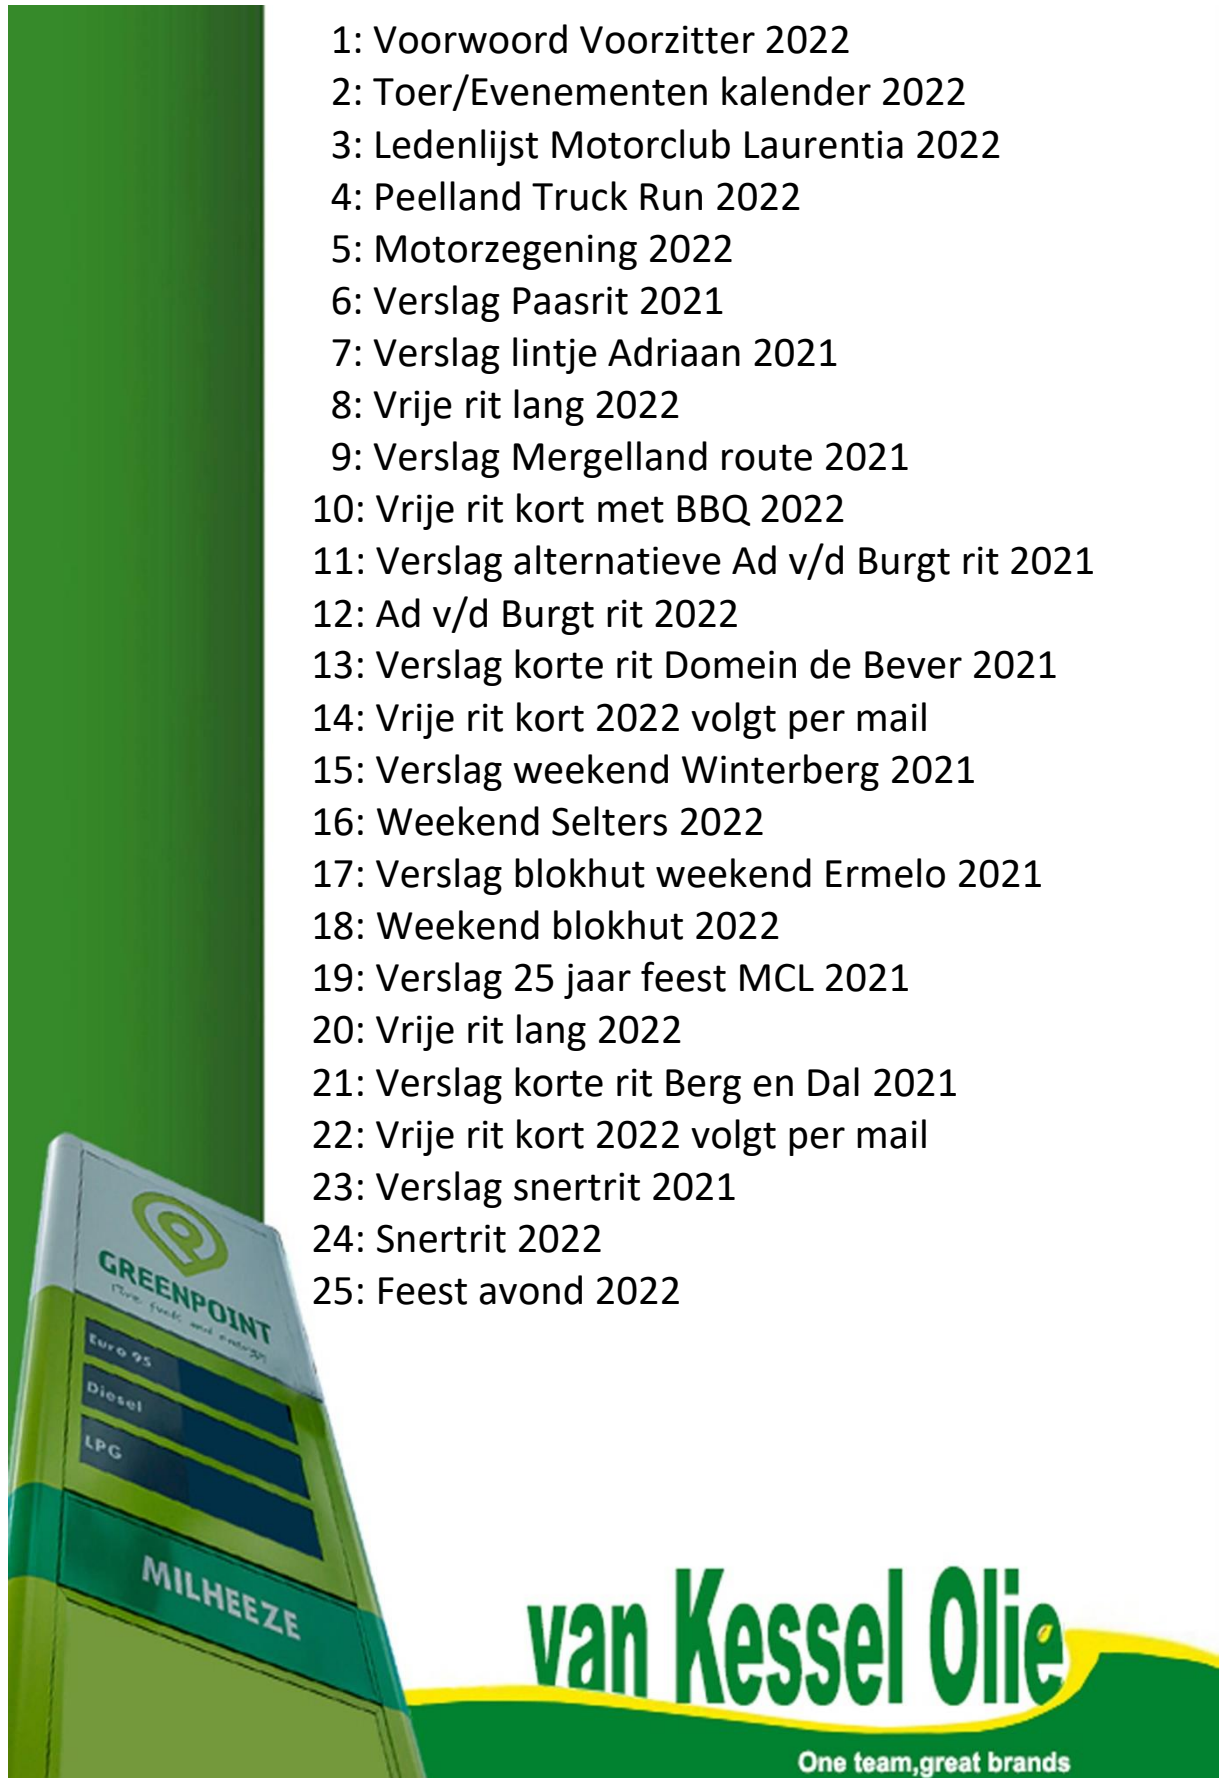 1: Voorwoord Voorzitter 2022
2: Toer/Evenementen kalender 2022
3: Ledenlijst Motorclub Laurentia 2022
4: Peelland Truck Run 2022
5: Motorzegening 2022
6: Verslag Paasrit 2021
7: Verslag lintje Adriaan 2021
8: Vrije rit lang 2022
9: Verslag Mergelland route 2021
10: Vrije rit kort met BBQ 2022
11: Verslag alternatieve Ad v/d Burgt rit 2021
12: Ad v/d Burgt rit 2022
13: Verslag korte rit Domein de Bever 2021
14: Vrije rit kort 2022 volgt per mail
15: Verslag weekend Winterberg 2021
16: Weekend Selters 2022
17: Verslag blokhut weekend Ermelo 2021
18: Weekend blokhut 2022
19: Verslag 25 jaar feest MCL 2021
20: Vrije rit lang 2022
21: Verslag korte rit Berg en Dal 2021
22: Vrije rit kort 2022 volgt per mail
23: Verslag snertrit 2021
24: Snertrit 2022
25: Feest avond 2022
GREENPOINT
and
Euro 95
Diesel
LPG
MILHEEZE
van Kessel Olie
One team,great brands